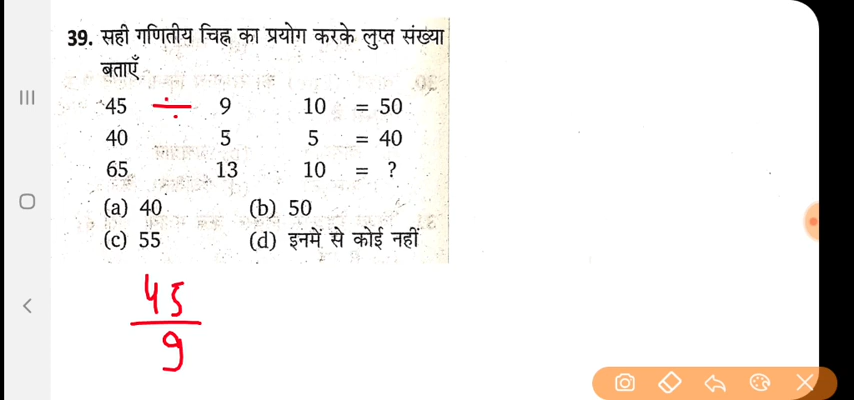 39. सही गणितीय चिह्न का प्रयोग करके लुप्त संख्या
बताएँ
45 ÷ 9 10 = 50
40 5 5 = 40
65 13 10 = ?
(a) 40 (b) 50
(c) 55 (d) इनमें से कोई नहीं
45
9